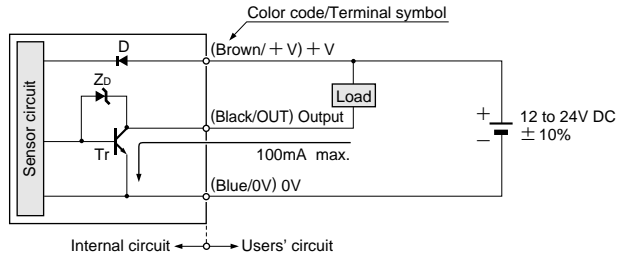 Color code/Terminal symbol
D
(Brown/＋V)＋V
ZD
Load
Sensor circuit
(Black/OUT) Output
＋
12 to 24V DC
± 10%
－
Tr
100mA max.
(Blue/0V) 0V
Internal circuit
Users' circuit